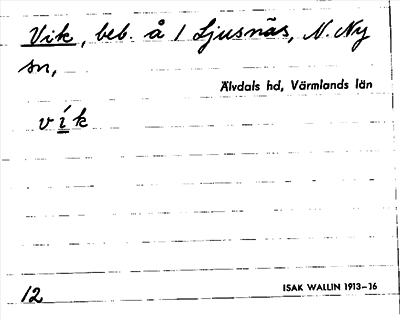 Vik, beb. å 1 Ljusnäs, N. Ny
sn,
Älvdals hd, Värmlands län
vík
12
ISAK WALLIN 1913–16